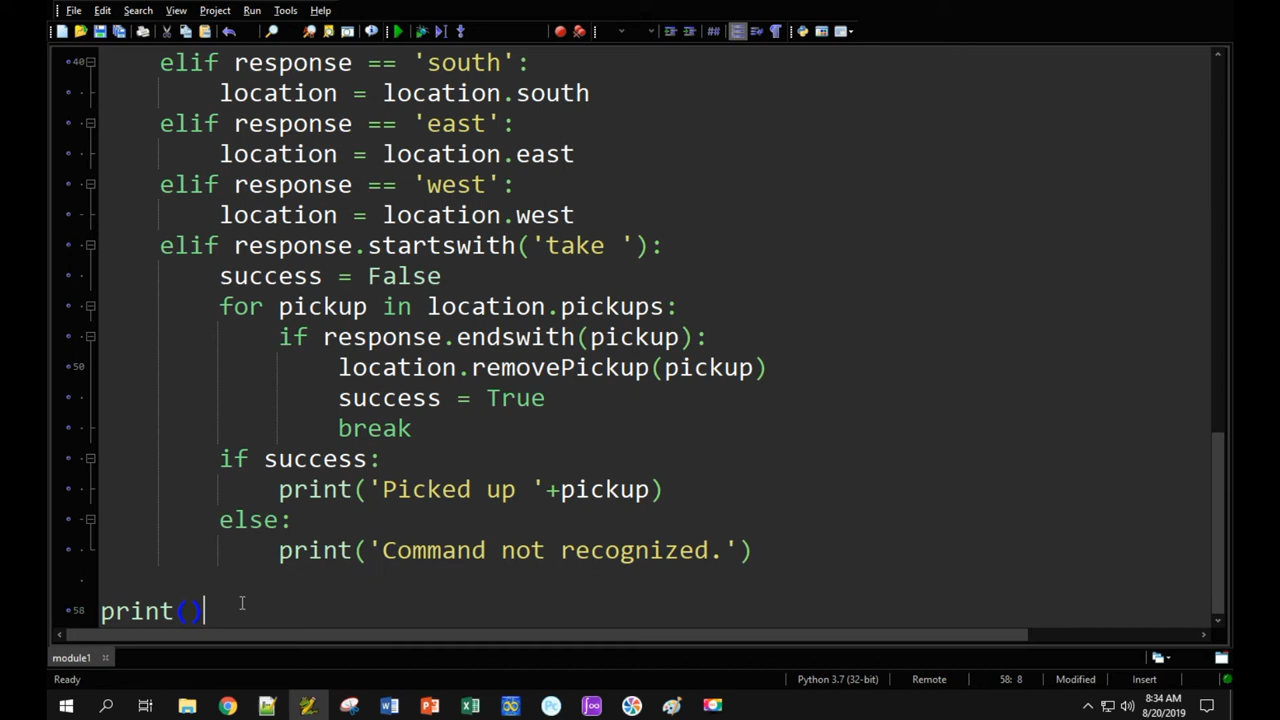 File Edit Search View Project Run Tools Help
40
elif response == 'south':
location = location.south
elif response == 'east':
location = location.east
elif response == 'west':
location = location.west
elif response.startswith('take '):
success = False
for pickup in location.pickups:
if response.endswith(pickup):
50
location.removePickup(pickup)
success = True
break
if success:
print('Picked up '+pickup)
else:
print('Command not recognized.')
58
print()
module1
Ready
Python 3.7 (32-bit)
Remote
58: 8
Modified
Insert
8:34 AM
8/20/2019